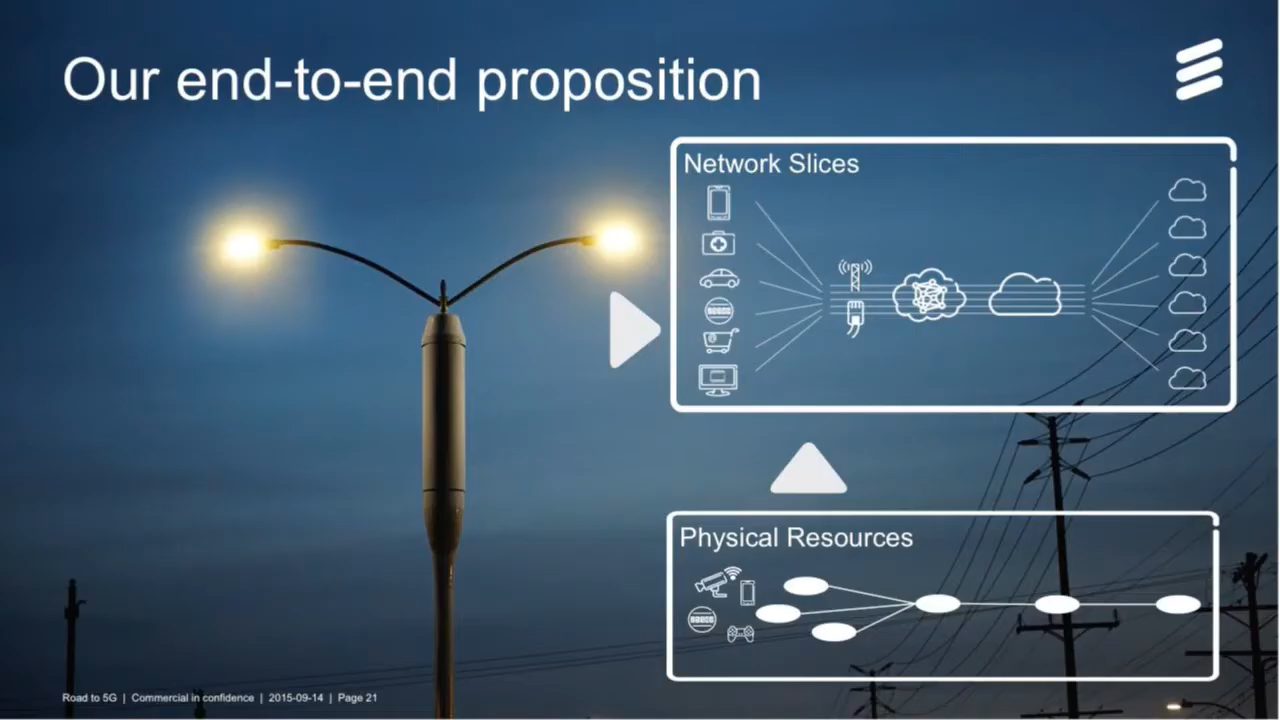 Our end-to-end proposition
Network Slices
Physical Resources
Road to 5G | Commercial in confidence | 2015-09-14 | Page 21